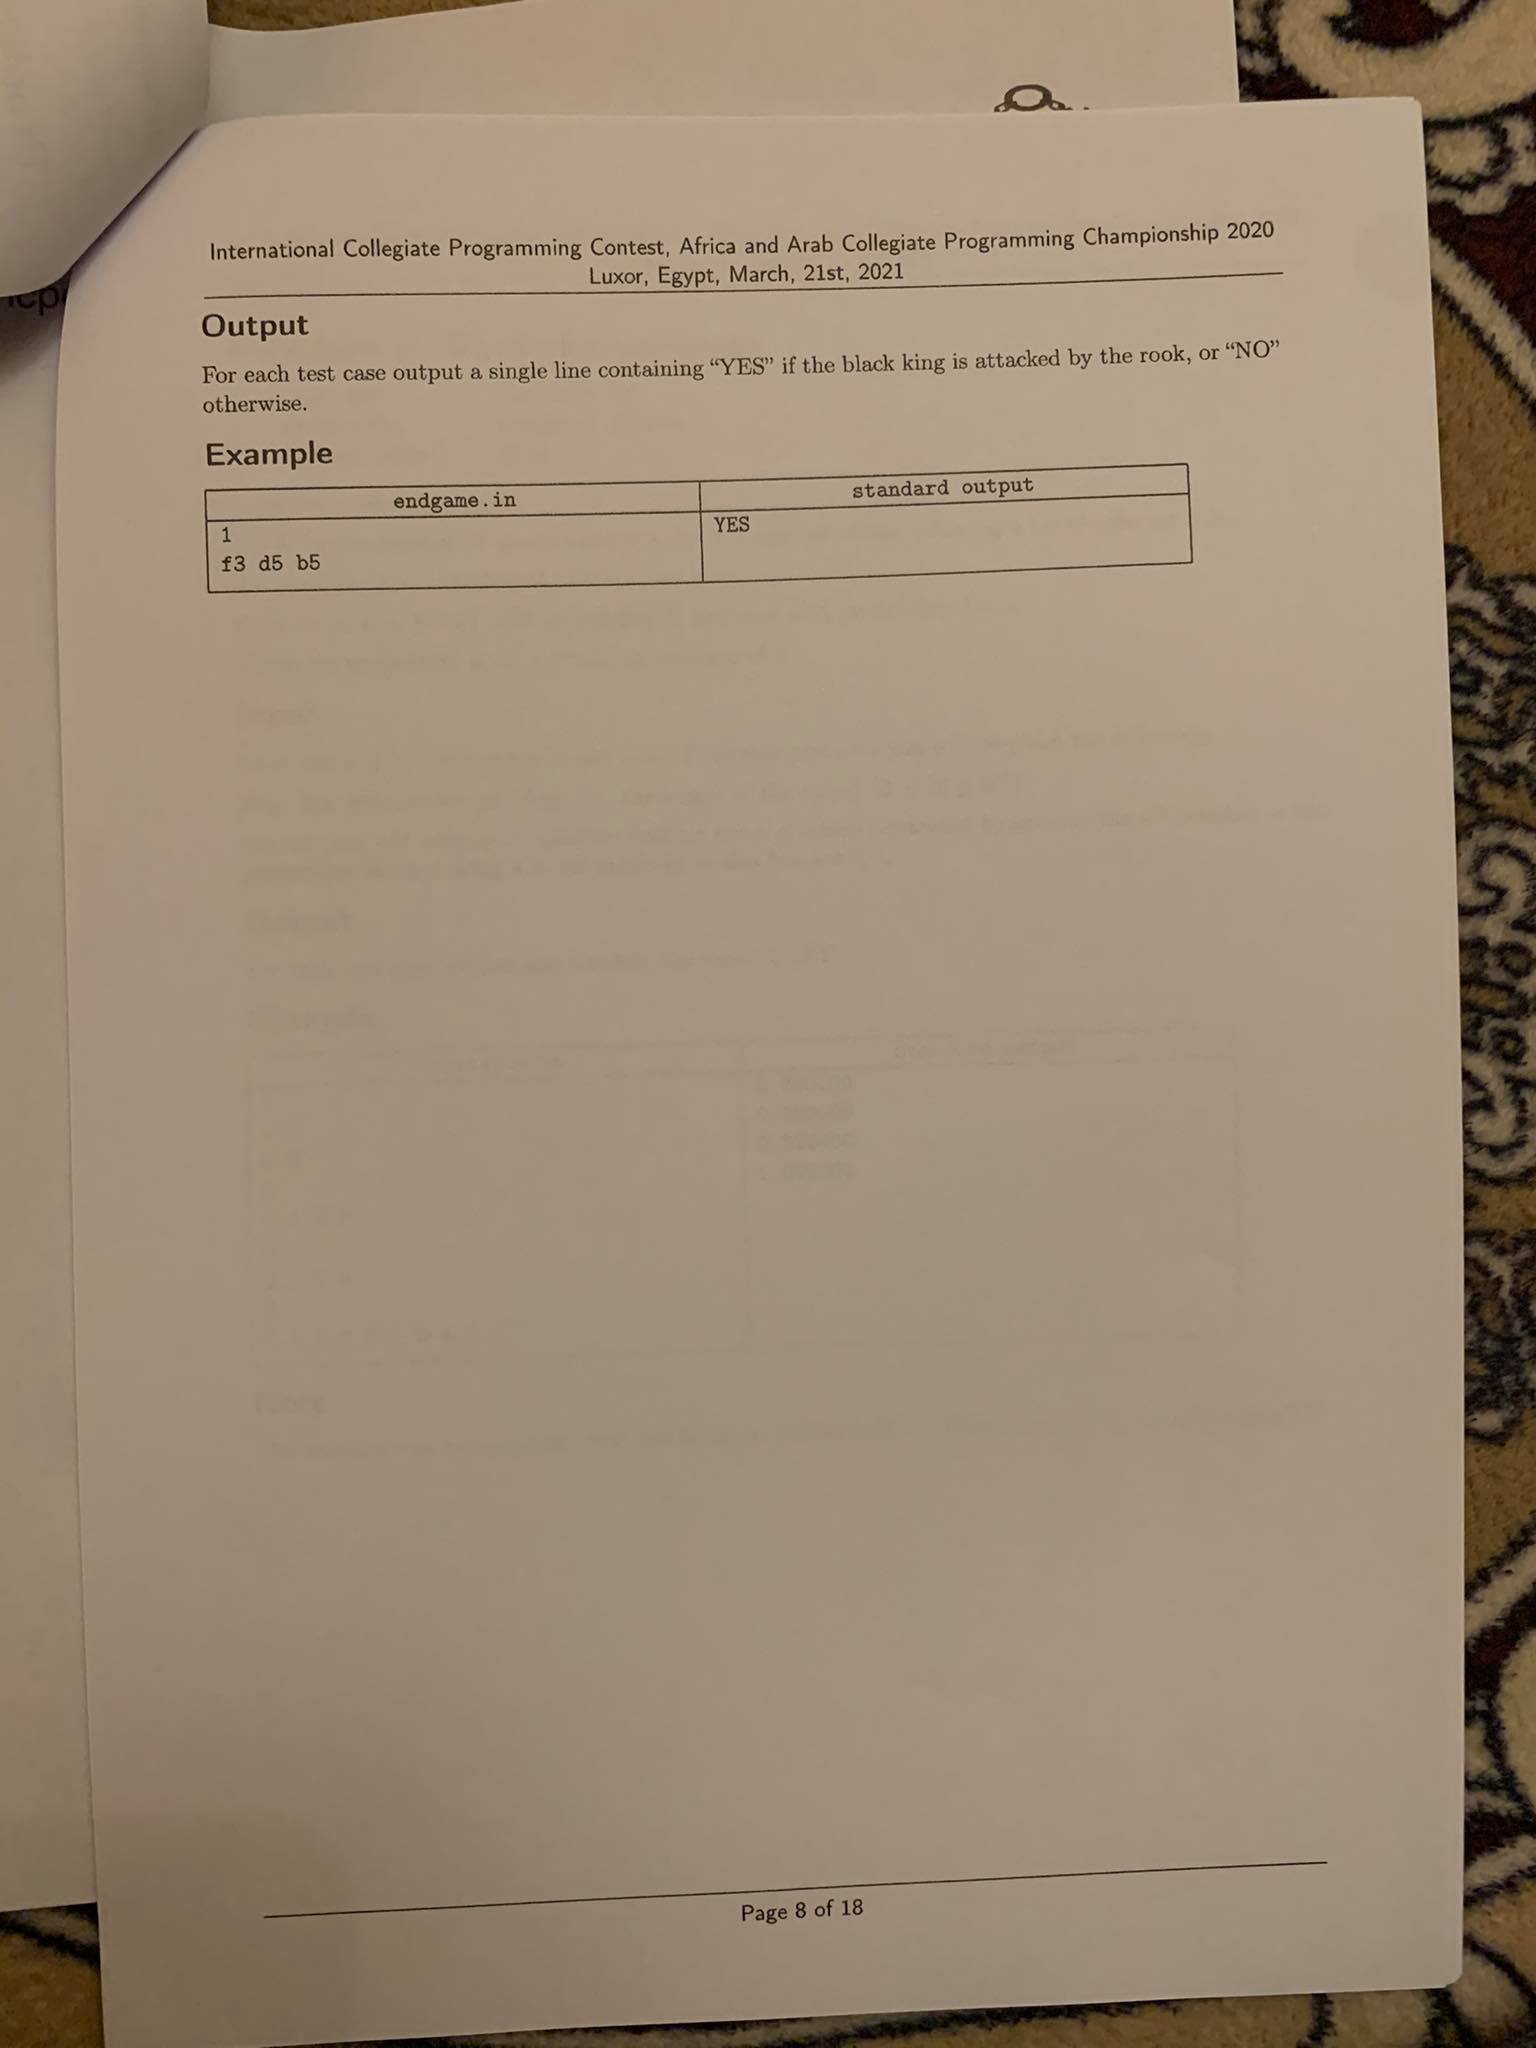 International Collegiate Programming Contest, Africa and Arab Collegiate Programming Championship 2020
Luxor, Egypt, March, 21st, 2021
Output
For each test case output a single line containing “YES” if the black king is attacked by the rook, or “NO”
otherwise.
Example
endgame.in standard output
1 YES
f3 d5 b5
Page 8 of 18